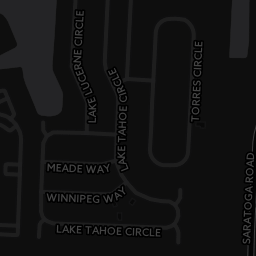 LAKE LUCERNE CIRCLE
LAKE TAHOE CIRCLE
TORRES CIRCLE
MEADE WAY
WINNIPEG WAY
LAKE TAHOE CIRCLE
SARATOGA ROAD